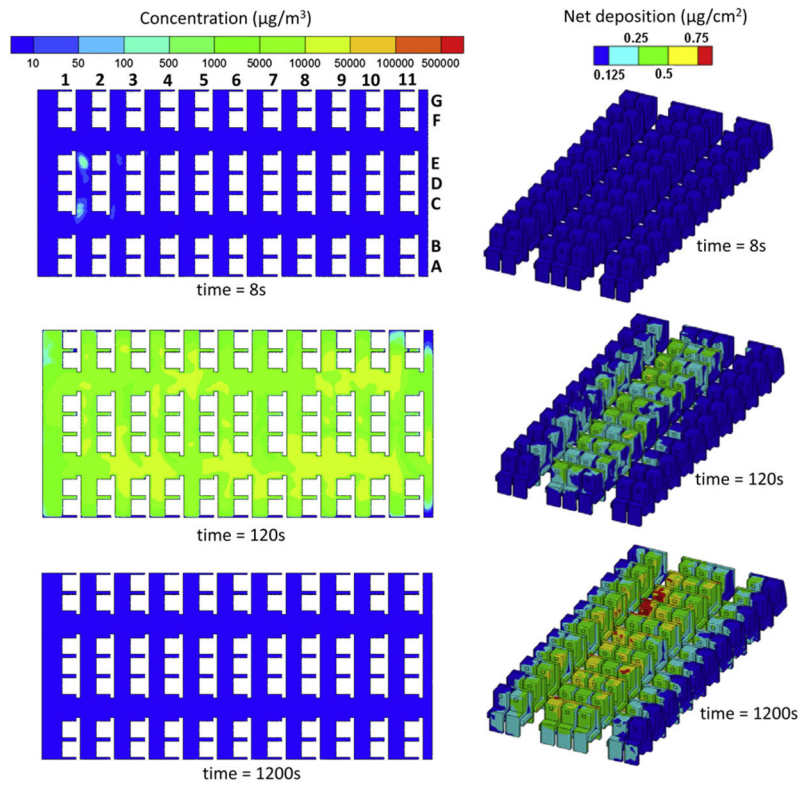 Concentration (µg/m³)
10 50 100 500 1000 5000 10000 50000 100000 500000
1 2 3 4 5 6 7 8 9 10 11
G
F
E
D
C
B
A
time = 8s
time = 120s
time = 1200s
Net deposition (µg/cm²)
0.25 0.75
0.125 0.5
time = 8s
time = 120s
time = 1200s